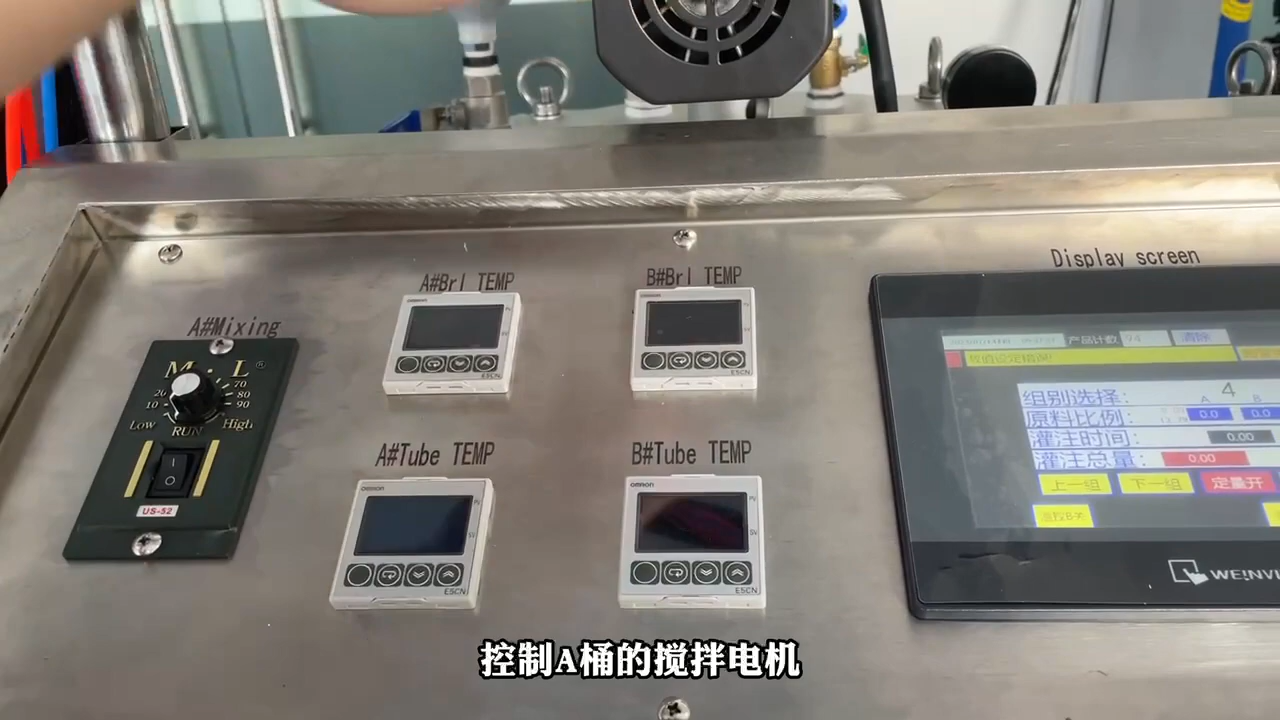 Display screen
A#Brl TEMP
B#Brl TEMP
OMRON
OMRON
E5CN
E5CN
A#Mixing
M L ®
20 70
10 80
90
Low RUN High
US-52
产品计数 94 清除
组别选择: 4
A B
原料比例: 0.0 0.0
灌注时间: 0.00
灌注总量: 0.00
上一组 下一组 定量开
A#Tube TEMP
B#Tube TEMP
OMRON
OMRON
E5CN
E5CN
控制A桶的搅拌电机